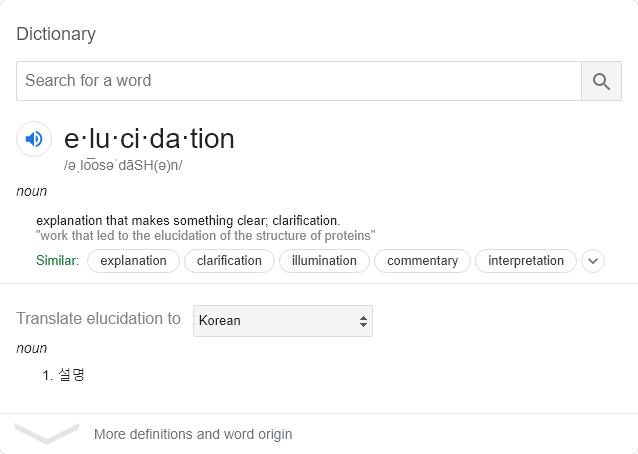 Dictionary
Search for a word
e·lu·ci·da·tion
/əˌlo͞osəˈdāSH(ə)n/
noun
explanation that makes something clear; clarification.
"work that led to the elucidation of the structure of proteins"
Similar: explanation clarification illumination commentary interpretation
Translate elucidation to Korean
noun
1. 설명
More definitions and word origin